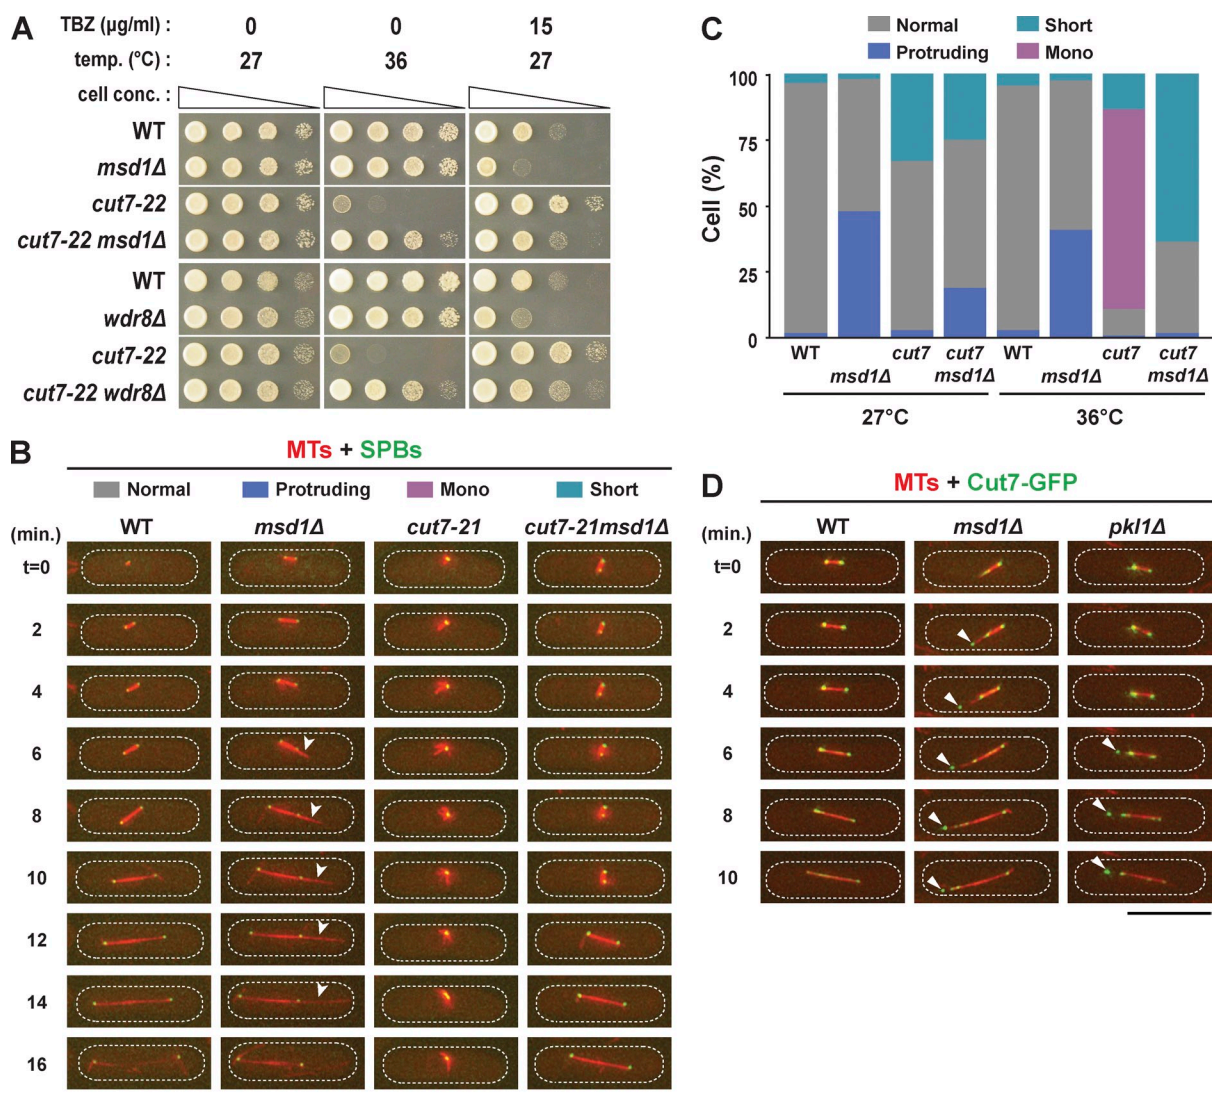 A
TBZ (µg/ml) : 0 0 15
temp. (°C) : 27 36 27
cell conc. :
WT
msd1Δ
cut7-22
cut7-22 msd1Δ
WT
wdr8Δ
cut7-22
cut7-22 wdr8Δ
B
MTs + SPBs
Normal Protruding Mono Short
(min.) WT msd1Δ cut7-21 cut7-21msd1Δ
t=0
2
4
6
8
10
12
14
16
C
Normal Short
Protruding Mono
Cell (%)
100
75
50
25
0
WT msd1Δ cut7 cut7 msd1Δ WT msd1Δ cut7 cut7 msd1Δ
27°C 36°C
D
MTs + Cut7-GFP
(min.) WT msd1Δ pkl1Δ
t=0
2
4
6
8
10